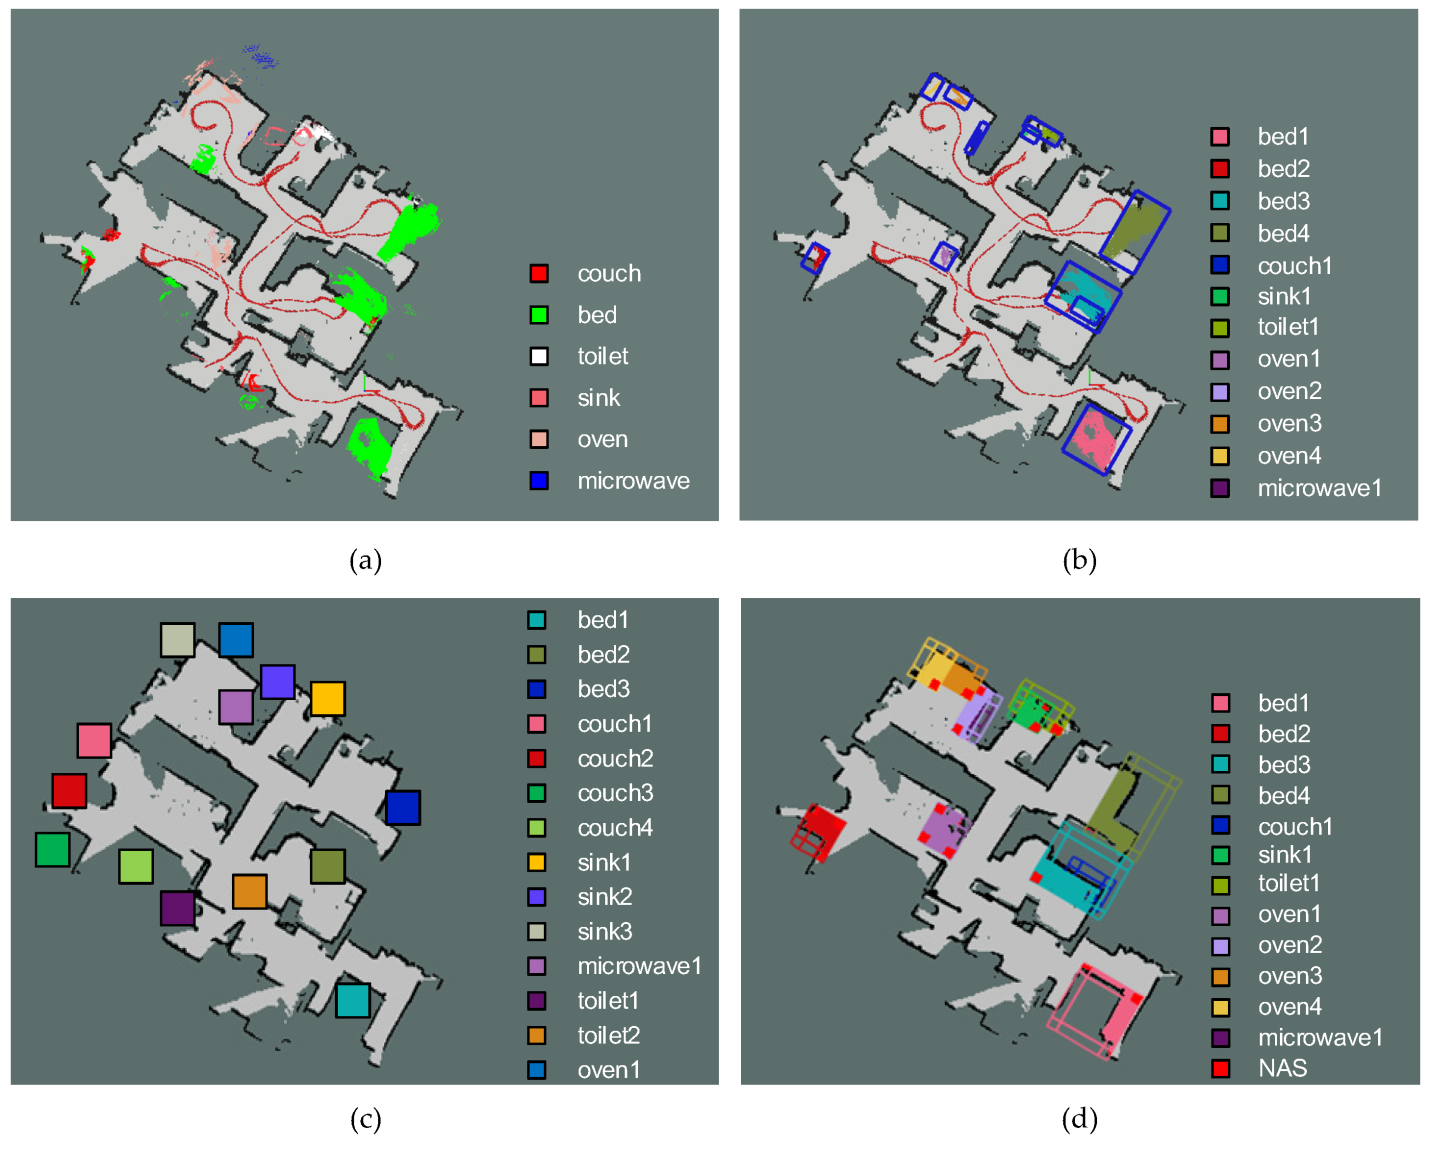 couch
bed
toilet
sink
oven
microwave
(a)
bed1
bed2
bed3
bed4
couch1
sink1
toilet1
oven1
oven2
oven3
oven4
microwave1
(b)
bed1
bed2
bed3
couch1
couch2
couch3
couch4
sink1
sink2
sink3
microwave1
toilet1
toilet2
oven1
(c)
bed1
bed2
bed3
bed4
couch1
sink1
toilet1
oven1
oven2
oven3
oven4
microwave1
NAS
(d)